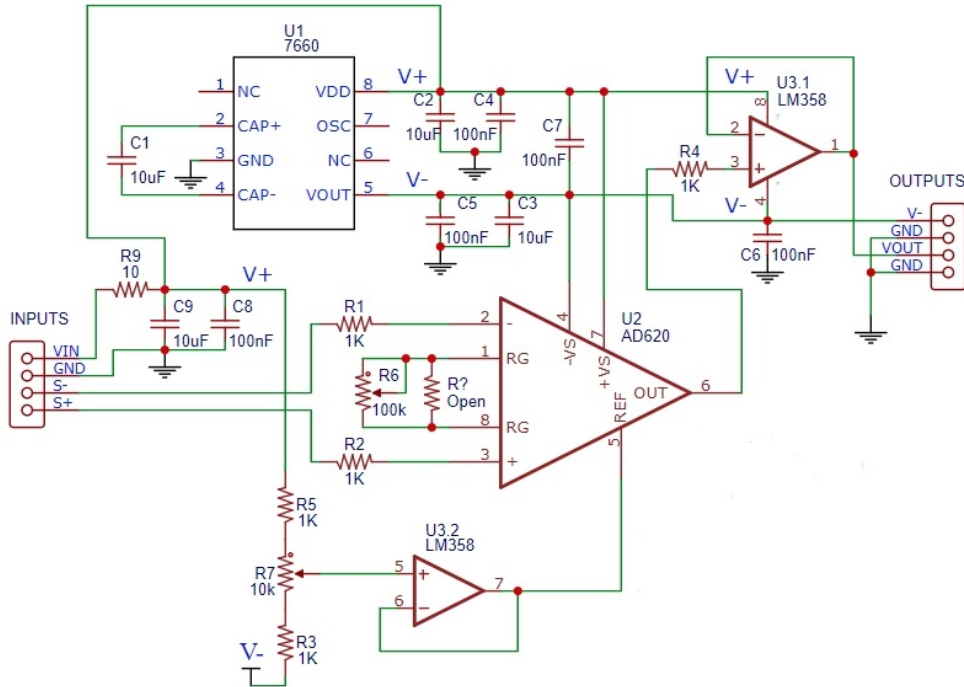 U1
7660
1 NC
2 CAP+
3 GND
4 CAP-
VDD 8
OSC 7
NC 6
VOUT 5
V+
V-
C1
10uF
C2
10uF
C4
100nF
C7
100nF
C5
100nF
C3
10uF
V+
U3.1
LM358
8
2 -
3 +
1
4
R4
1K
V-
C6 100nF
OUTPUTS
V-
GND
VOUT
GND
R9
10
V+
C9
10uF
C8
100nF
INPUTS
VIN
GND
S-
S+
R1
1K
R6
100k
R?
Open
R2
1K
2 -
1 RG
8 RG
3 +
4
-VS
7
+VS
U2
AD620
OUT 6
REF
5
R5
1K
R7
10k
R3
1K
V-
U3.2
LM358
5 +
6 -
7